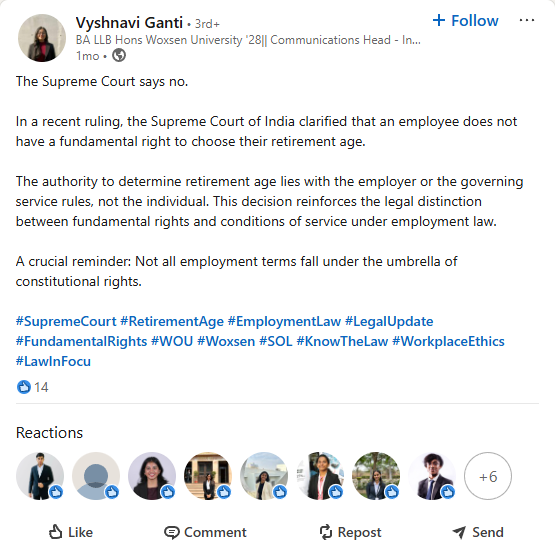 Vyshnavi Ganti • 3rd+
+ Follow
BA LLB Hons Woxsen University '28|| Communications Head - In...
1mo •
The Supreme Court says no.
In a recent ruling, the Supreme Court of India clarified that an employee does not
have a fundamental right to choose their retirement age.
The authority to determine retirement age lies with the employer or the governing
service rules, not the individual. This decision reinforces the legal distinction
between fundamental rights and conditions of service under employment law.
A crucial reminder: Not all employment terms fall under the umbrella of
constitutional rights.
#SupremeCourt #RetirementAge #EmploymentLaw #LegalUpdate
#FundamentalRights #WOU #Woxsen #SOL #KnowTheLaw #WorkplaceEthics
#LawInFocu
14
Reactions
+6
Like Comment Repost Send